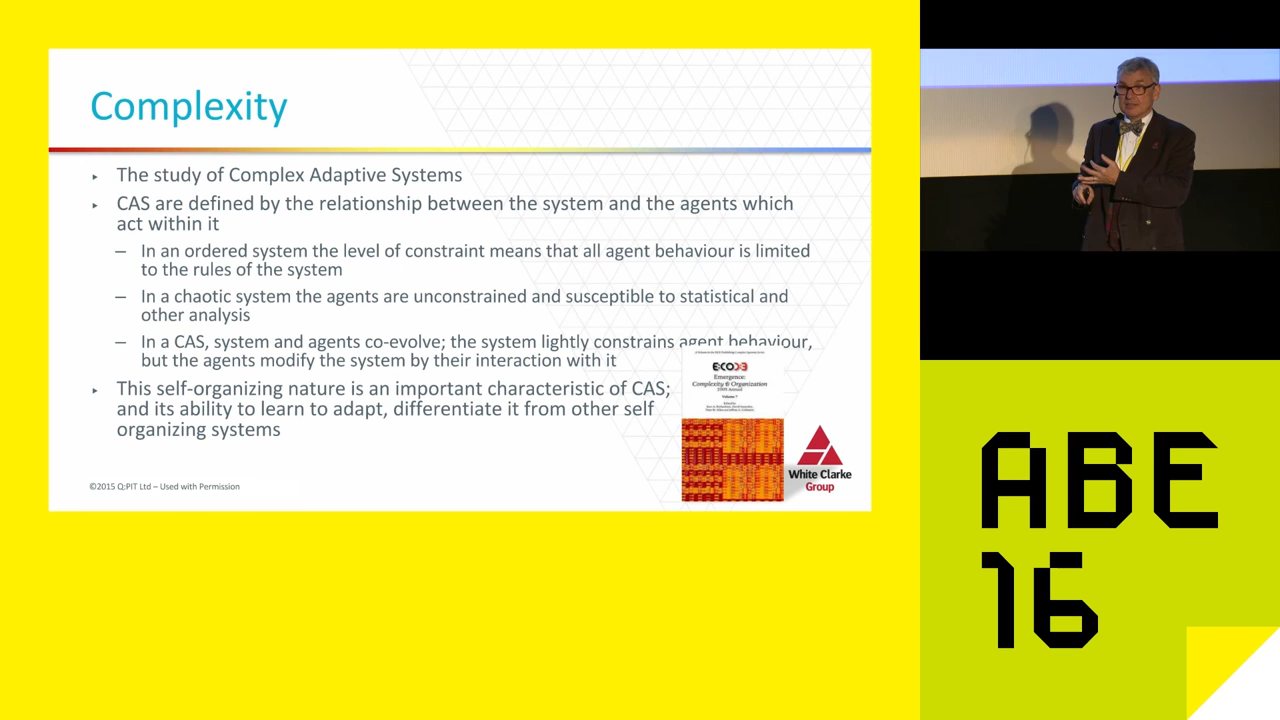 Complexity
The study of Complex Adaptive Systems
CAS are defined by the relationship between the system and the agents which
act within it
– In an ordered system the level of constraint means that all agent behaviour is limited
to the rules of the system
– In a chaotic system the agents are unconstrained and susceptible to statistical and
other analysis
– In a CAS, system and agents co-evolve; the system lightly constrains agent behaviour,
but the agents modify the system by their interaction with it
This self-organizing nature is an important characteristic of CAS;
and its ability to learn to adapt, differentiate it from other self
organizing systems
E:CO
Emergence:
Complexity & Organization
2005 Annual
Volume 7
White Clarke
Group
©2015 Q:PIT Ltd – Used with Permission
ABE
16